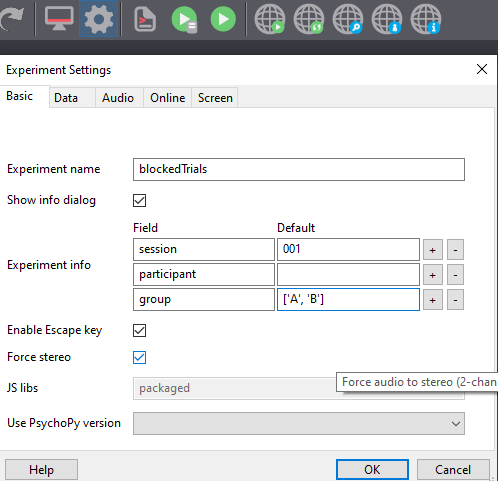 Experiment Settings
Basic Data Audio Online Screen
Experiment name blockedTrials
Show info dialog
Field Default
session 001 + -
Experiment info participant + -
group ['A', 'B'] + -
Enable Escape key
Force stereo
Force audio to stereo (2-chan
JS libs packaged
Use PsychoPy version
Help OK Cancel